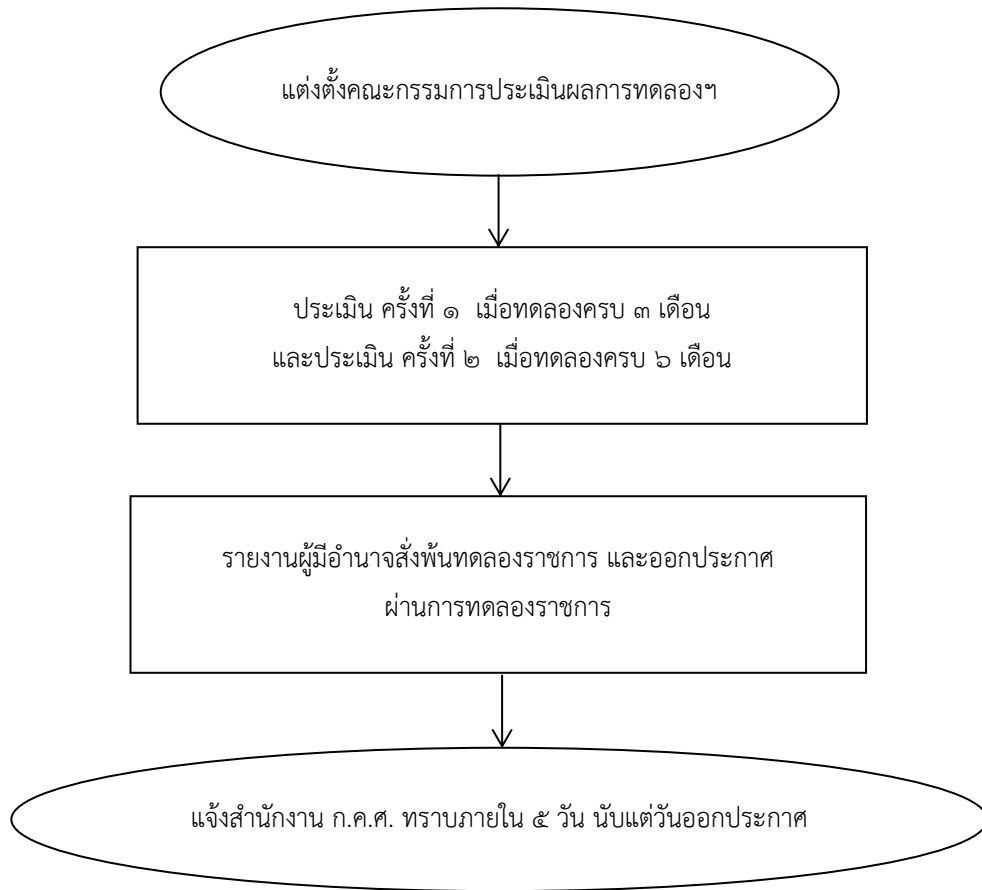 แต่งตั้งคณะกรรมการประเมินผลการทดลองฯ
ประเมิน ครั้งที่ ๑ เมื่อทดลองครบ ๓ เดือน
และประเมิน ครั้งที่ ๒ เมื่อทดลองครบ ๖ เดือน
รายงานผู้มีอำนาจสั่งพ้นทดลองราชการ และออกประกาศ
ผ่านการทดลองราชการ
แจ้งสำนักงาน ก.ค.ศ. ทราบภายใน ๕ วัน นับแต่วันออกประกาศ